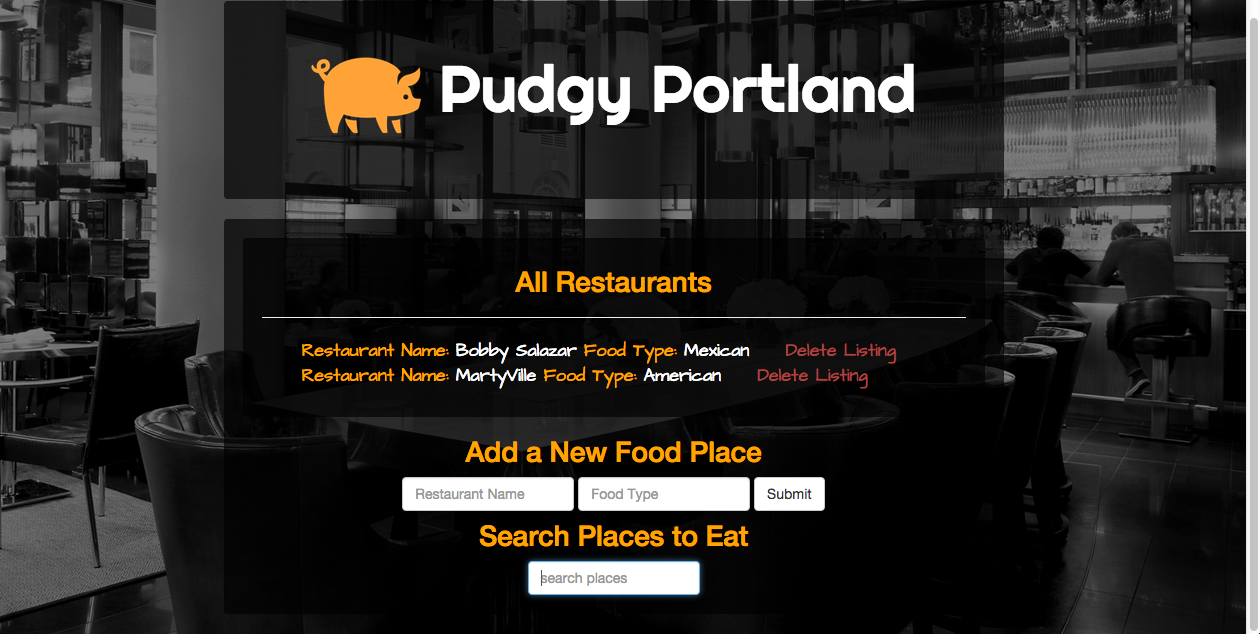 Pudgy Portland
All Restaurants
Restaurant Name: Bobby Salazar Food Type: Mexican Delete Listing
Restaurant Name: MartyVille Food Type: American Delete Listing
Add a New Food Place
Restaurant Name Food Type Submit
Search Places to Eat
search places